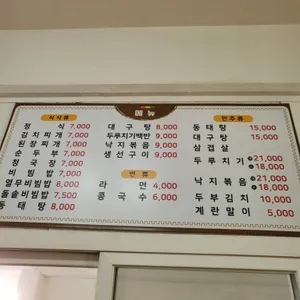 메뉴
식사류
정식 7,000
김치찌개 7,000
된장찌개 7,000
순두부 7,000
청국장 7,000
비빔밥 7,000
열무비빔밥 8,000
돌솥비빔밥 7,500
동태탕 8,000
대구탕 8,000
두루치기백반 9,000
낙지볶음 9,000
생선구이 9,000
면류
라면 4,000
콩국수 6,000
안주류
동태탕 15,000
대구탕 15,000
삼겹살
두루치기 21,000
18,000
낙지볶음 21,000
18,000
두부김치 10,000
계란말이 5,000